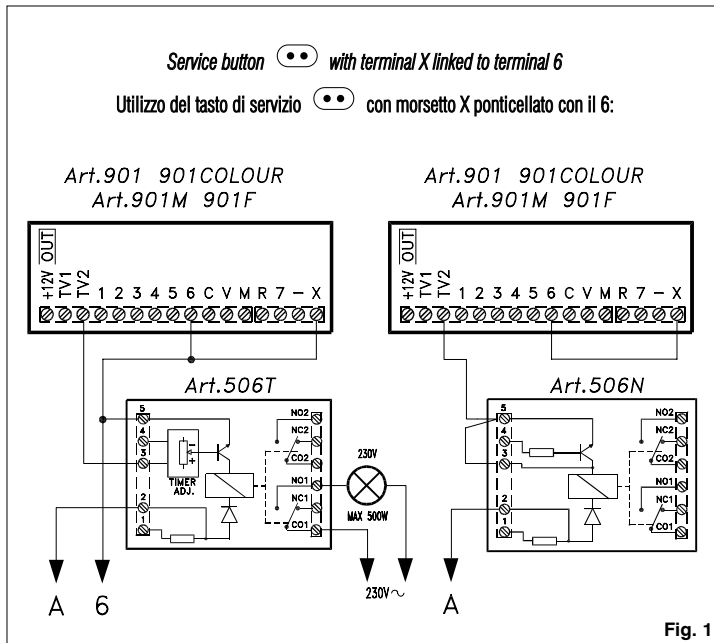 Service button with terminal X linked to terminal 6
Utilizzo del tasto di servizio con morsetto X ponticellato con il 6:
Art.901 901COLOUR
Art.901M 901F
OUT
+12V TV1 TV2 1 2 3 4 5 6 C V M R 7 – X
Art.506T
5
4
3
2
1
TIMER
ADJ.
NO2
NC2
CO2
NO1
NC1
CO1
230V
MAX 500W
A 6
230V~
Art.901 901COLOUR
Art.901M 901F
OUT
+12V TV1 TV2 1 2 3 4 5 6 C V M R 7 – X
Art.506N
5
4
3
2
1
NO2
NC2
CO2
NO1
NC1
CO1
A
Fig. 1